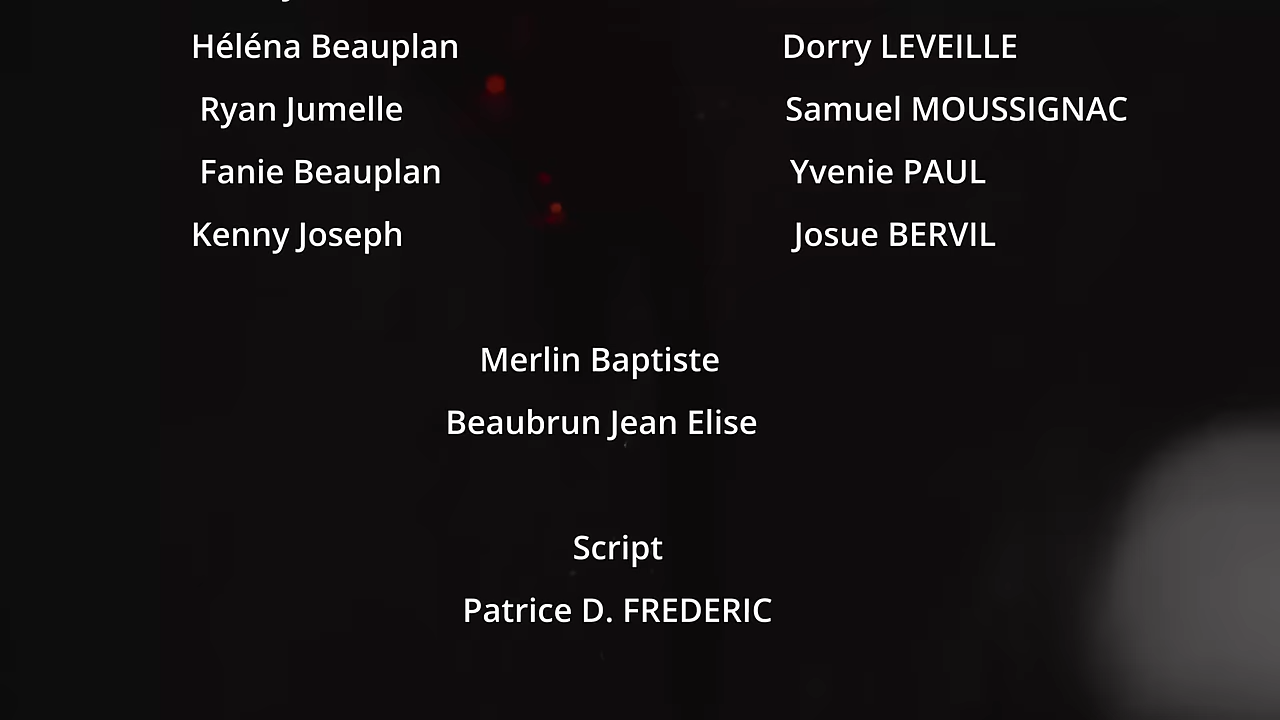 Héléna Beauplan Dorry LEVEILLE
Ryan Jumelle Samuel MOUSSIGNAC
Fanie Beauplan Yvenie PAUL
Kenny Joseph Josue BERVIL
Merlin Baptiste
Beaubrun Jean Elise
Script
Patrice D. FREDERIC